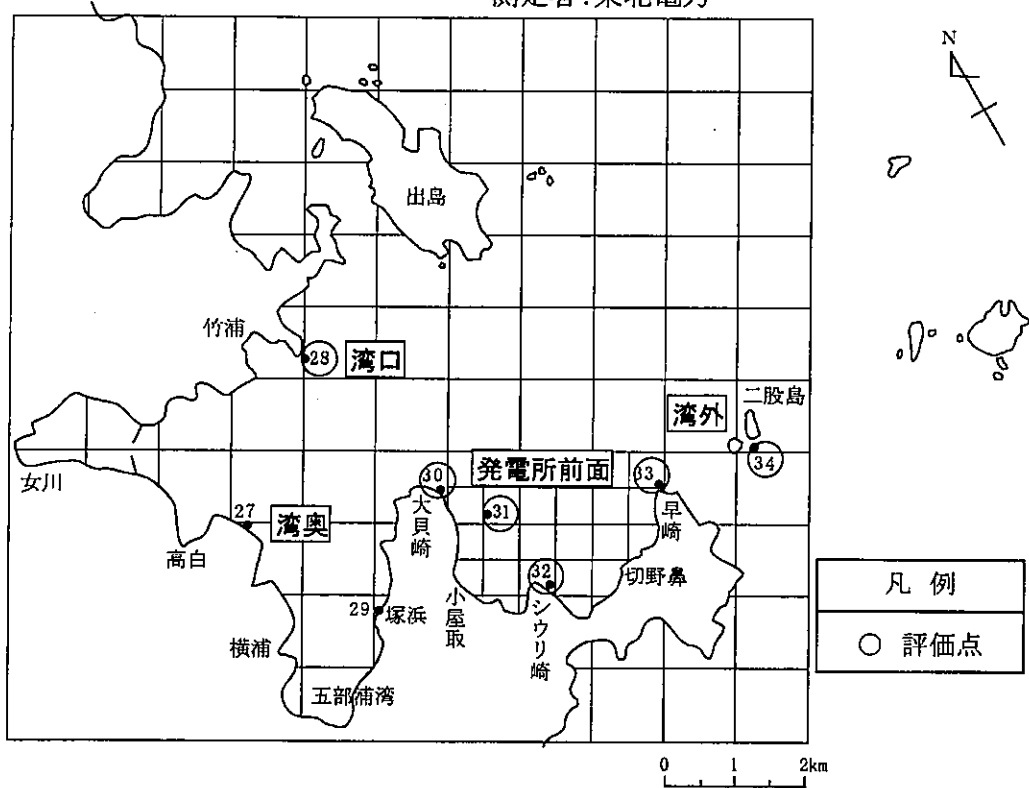 測定者:東北電力
N
出島
竹浦
28
湾口
二股島
湾外
34
女川
30
発電所前面
33
27
湾奥
大貝崎
31
早崎
高白
32
切野鼻
凡 例
29
塚浜
小屋取
シウリ崎
○ 評価点
横浦
五部浦湾
0 1 2km